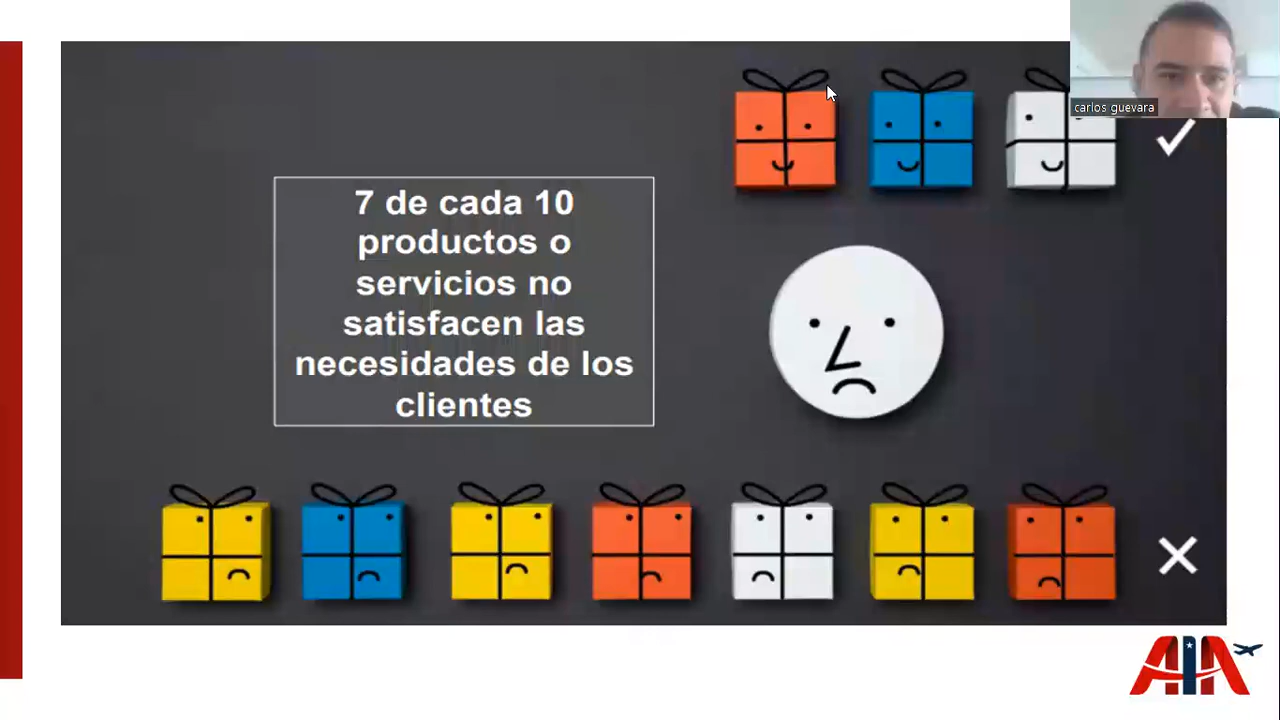 carlos guevara
7 de cada 10
productos o
servicios no
satisfacen las
necesidades de los
clientes
AIA